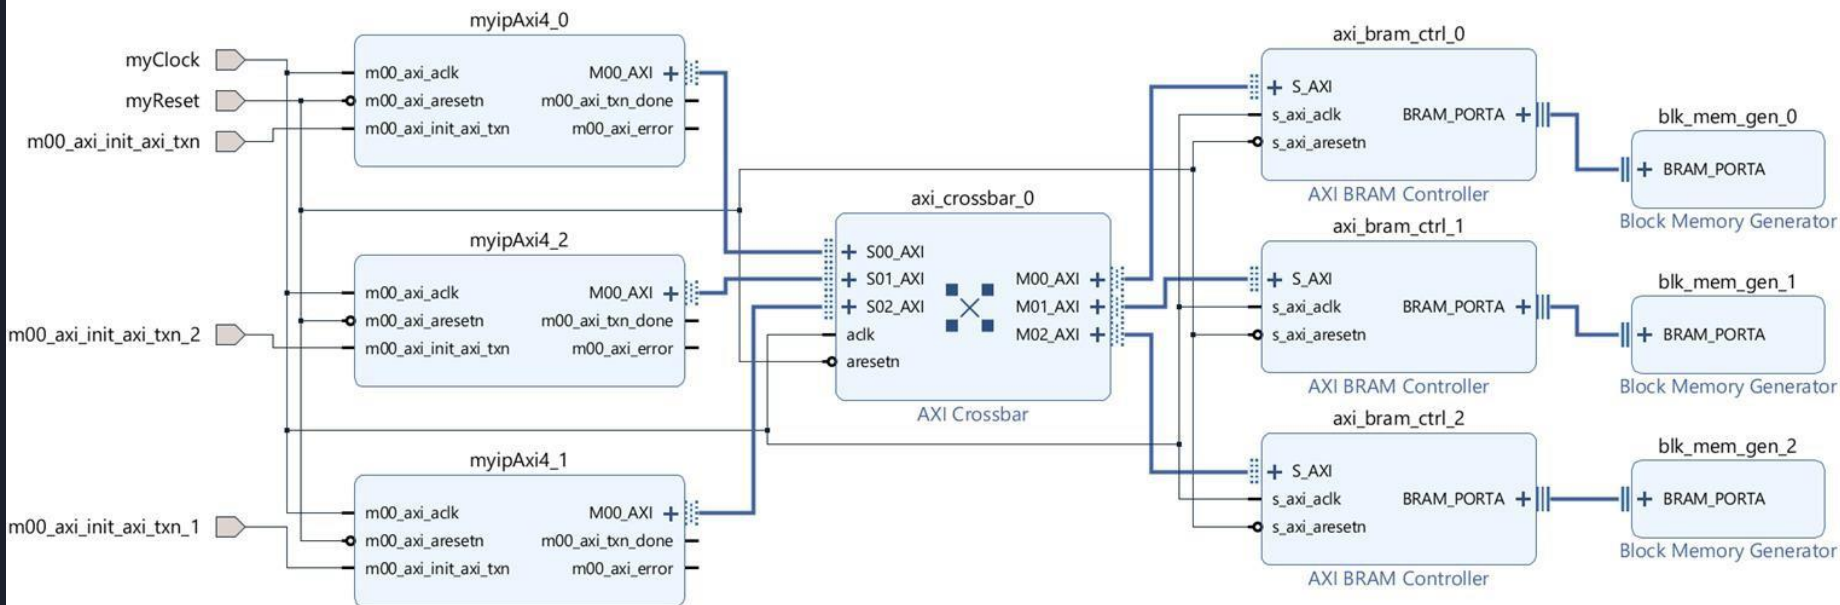 myClock
myReset
m00_axi_init_axi_txn
m00_axi_init_axi_txn_2
m00_axi_init_axi_txn_1
myipAxi4_0
m00_axi_aclk
m00_axi_aresetn
m00_axi_init_axi_txn
M00_AXI
m00_axi_txn_done
m00_axi_error
myipAxi4_2
m00_axi_aclk
m00_axi_aresetn
m00_axi_init_axi_txn
M00_AXI
m00_axi_txn_done
m00_axi_error
myipAxi4_1
m00_axi_aclk
m00_axi_aresetn
m00_axi_init_axi_txn
M00_AXI
m00_axi_txn_done
m00_axi_error
axi_crossbar_0
S00_AXI
S01_AXI
S02_AXI
aclk
aresetn
M00_AXI
M01_AXI
M02_AXI
AXI Crossbar
axi_bram_ctrl_0
S_AXI
s_axi_aclk
s_axi_aresetn
BRAM_PORTA
AXI BRAM Controller
axi_bram_ctrl_1
S_AXI
s_axi_aclk
s_axi_aresetn
BRAM_PORTA
AXI BRAM Controller
axi_bram_ctrl_2
S_AXI
s_axi_aclk
s_axi_aresetn
BRAM_PORTA
AXI BRAM Controller
blk_mem_gen_0
BRAM_PORTA
Block Memory Generator
blk_mem_gen_1
BRAM_PORTA
Block Memory Generator
blk_mem_gen_2
BRAM_PORTA
Block Memory Generator